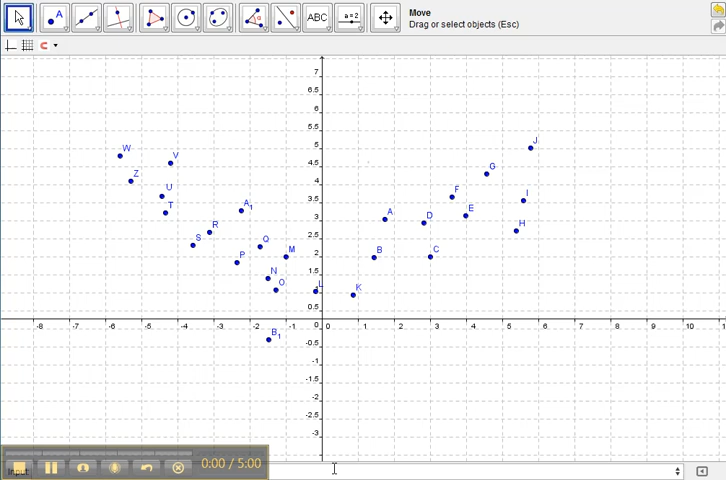 A
α
ABC
a=2
Move
Drag or select objects (Esc)
7
6.5
6
5.5
5
4.5
4
3.5
3
2.5
2
1.5
1
0.5
0
-0.5
-1
-1.5
-2
-2.5
-3
-8 -7 -6 -5 -4 -3 -2 -1 0 1 2 3 4 5 6 7 8 9 10
W
V
Z
U
T
A1
R
S
Q
P
M
N
O
L
K
B1
A
B
D
C
F
E
G
J
I
H
0:00 / 5:00
Input: